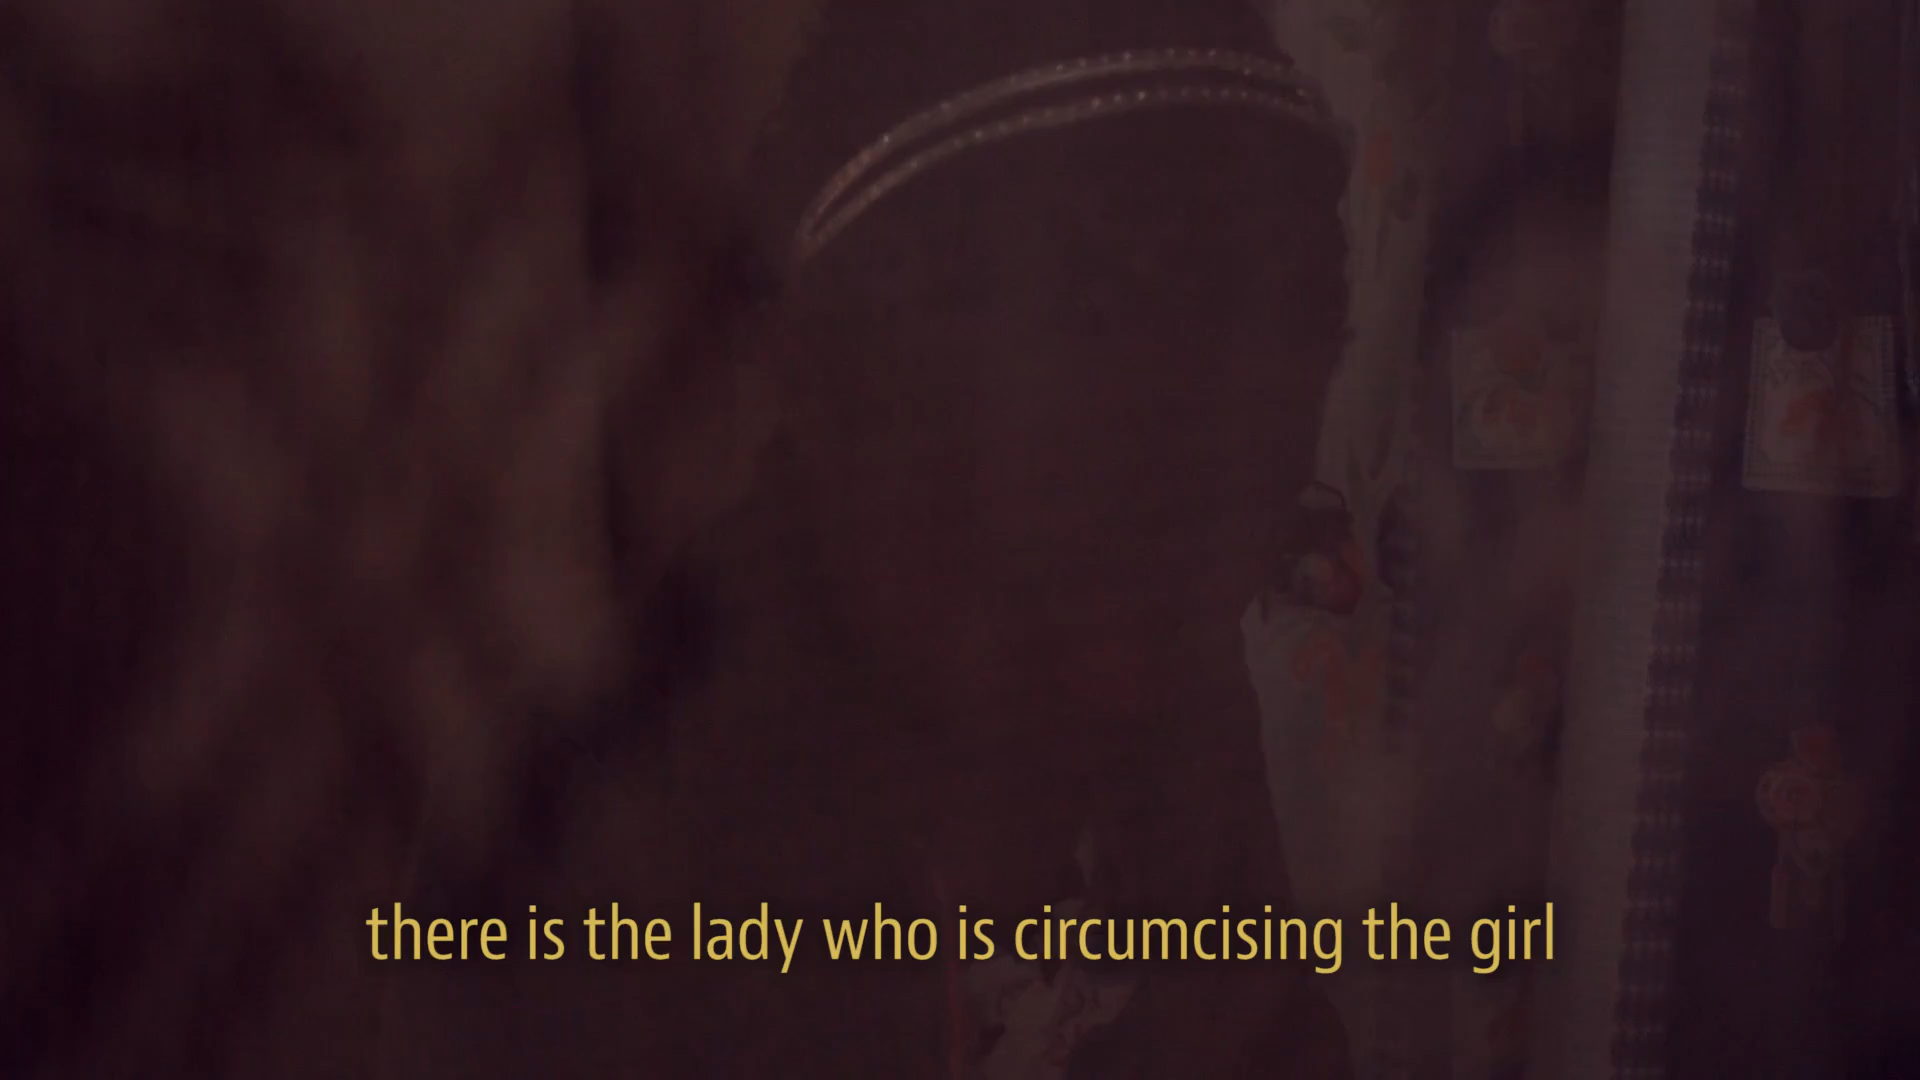 there is the lady who is circumcising the girl